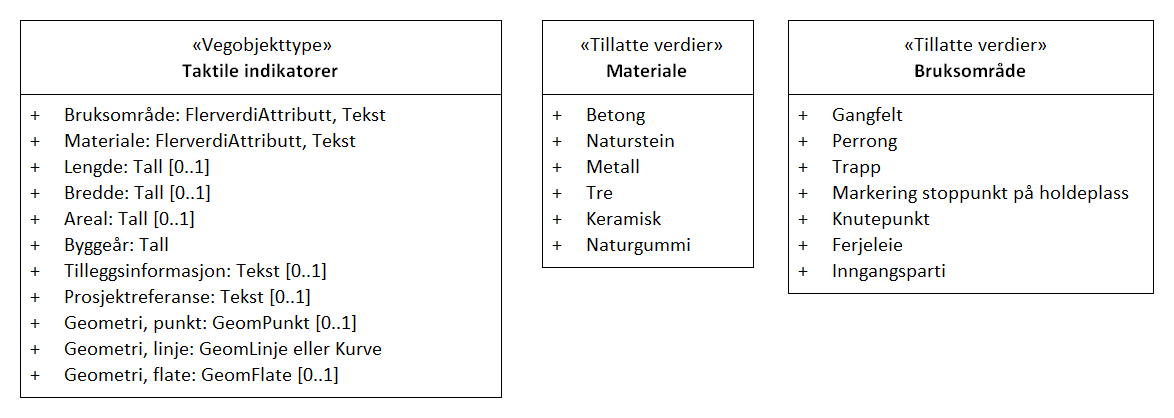 «Vegobjekttype»
Taktile indikatorer
+ Bruksområde: FlerverdiAttributt, Tekst
+ Materiale: FlerverdiAttributt, Tekst
+ Lengde: Tall [0..1]
+ Bredde: Tall [0..1]
+ Areal: Tall [0..1]
+ Byggeår: Tall
+ Tilleggsinformasjon: Tekst [0..1]
+ Prosjektreferanse: Tekst [0..1]
+ Geometri, punkt: GeomPunkt [0..1]
+ Geometri, linje: GeomLinje eller Kurve
+ Geometri, flate: GeomFlate [0..1]
«Tillatte verdier»
Materiale
+ Betong
+ Naturstein
+ Metall
+ Tre
+ Keramisk
+ Naturgummi
«Tillatte verdier»
Bruksområde
+ Gangfelt
+ Perrong
+ Trapp
+ Markering stoppunkt på holdeplass
+ Knutepunkt
+ Ferjeleie
+ Inngangsparti